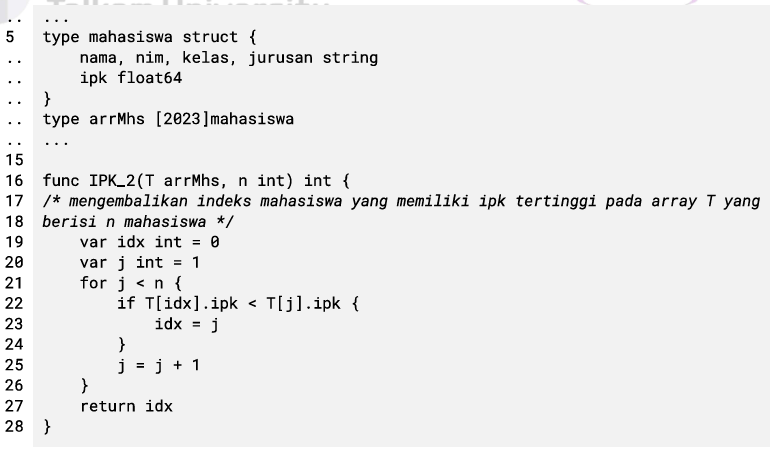 .. ...
5 type mahasiswa struct {
.. nama, nim, kelas, jurusan string
.. ipk float64
.. }
.. type arrMhs [2023]mahasiswa
.. ...
15
16 func IPK_2(T arrMhs, n int) int {
17 /* mengembalikan indeks mahasiswa yang memiliki ipk tertinggi pada array T yang
18 berisi n mahasiswa */
19 var idx int = 0
20 var j int = 1
21 for j < n {
22 if T[idx].ipk < T[j].ipk {
23 idx = j
24 }
25 j = j + 1
26 }
27 return idx
28 }